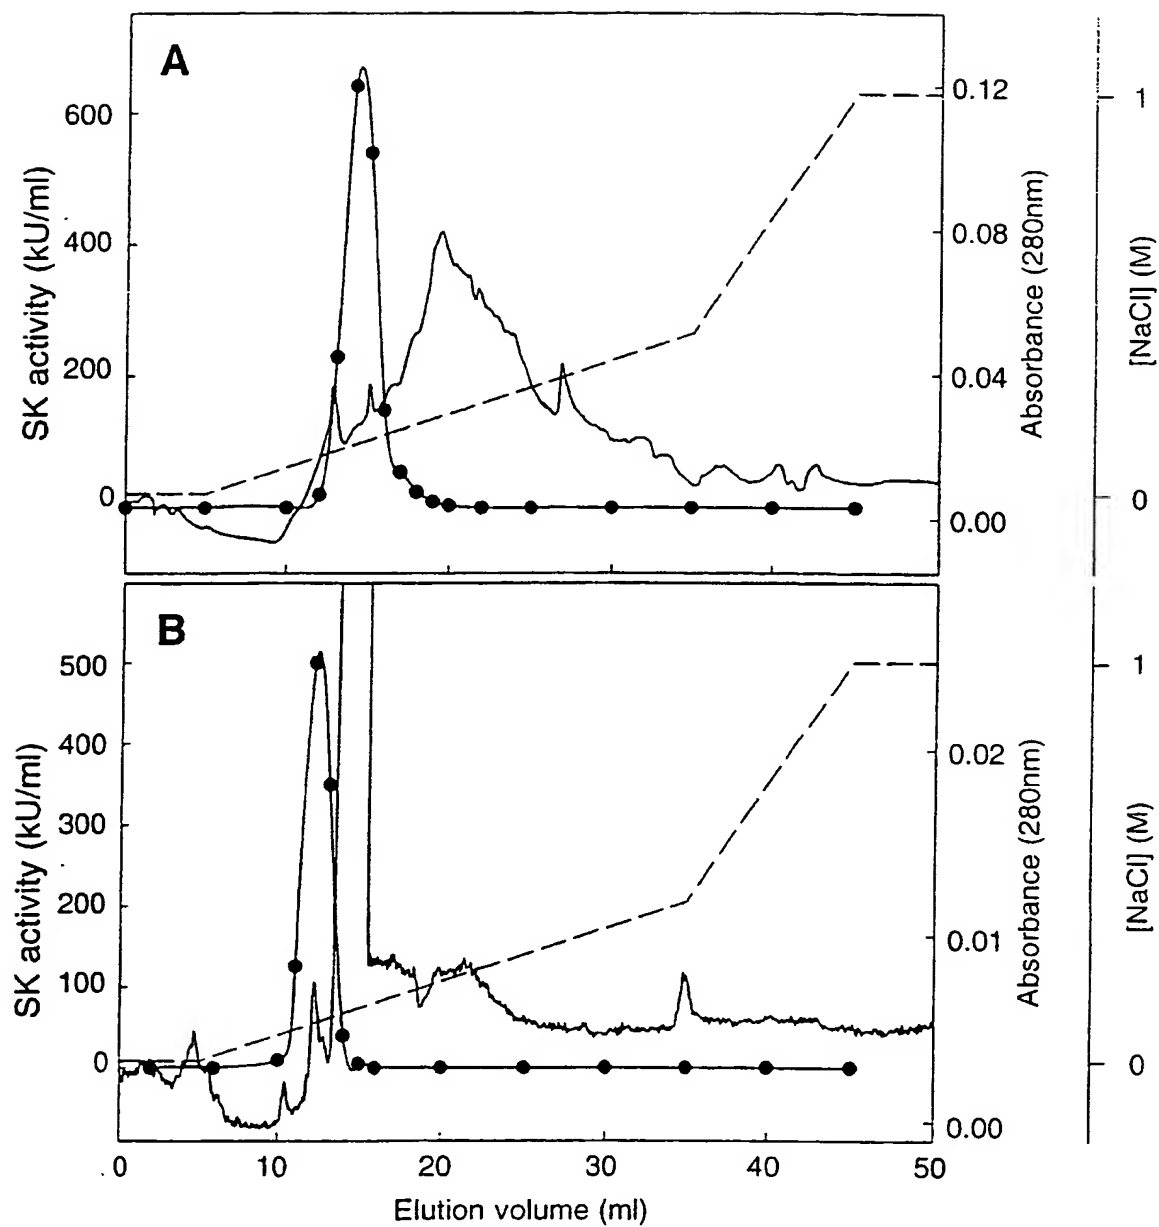 A
600
400
200
0
SK activity (kU/ml)
0.12
0.08
0.04
0.00
Absorbance (280nm)
1
0
[NaCl] (M)
B
500
400
300
200
100
0
SK activity (kU/ml)
0.02
0.01
0.00
Absorbance (280nm)
1
0
[NaCl] (M)
0 10 20 30 40 50
Elution volume (ml)